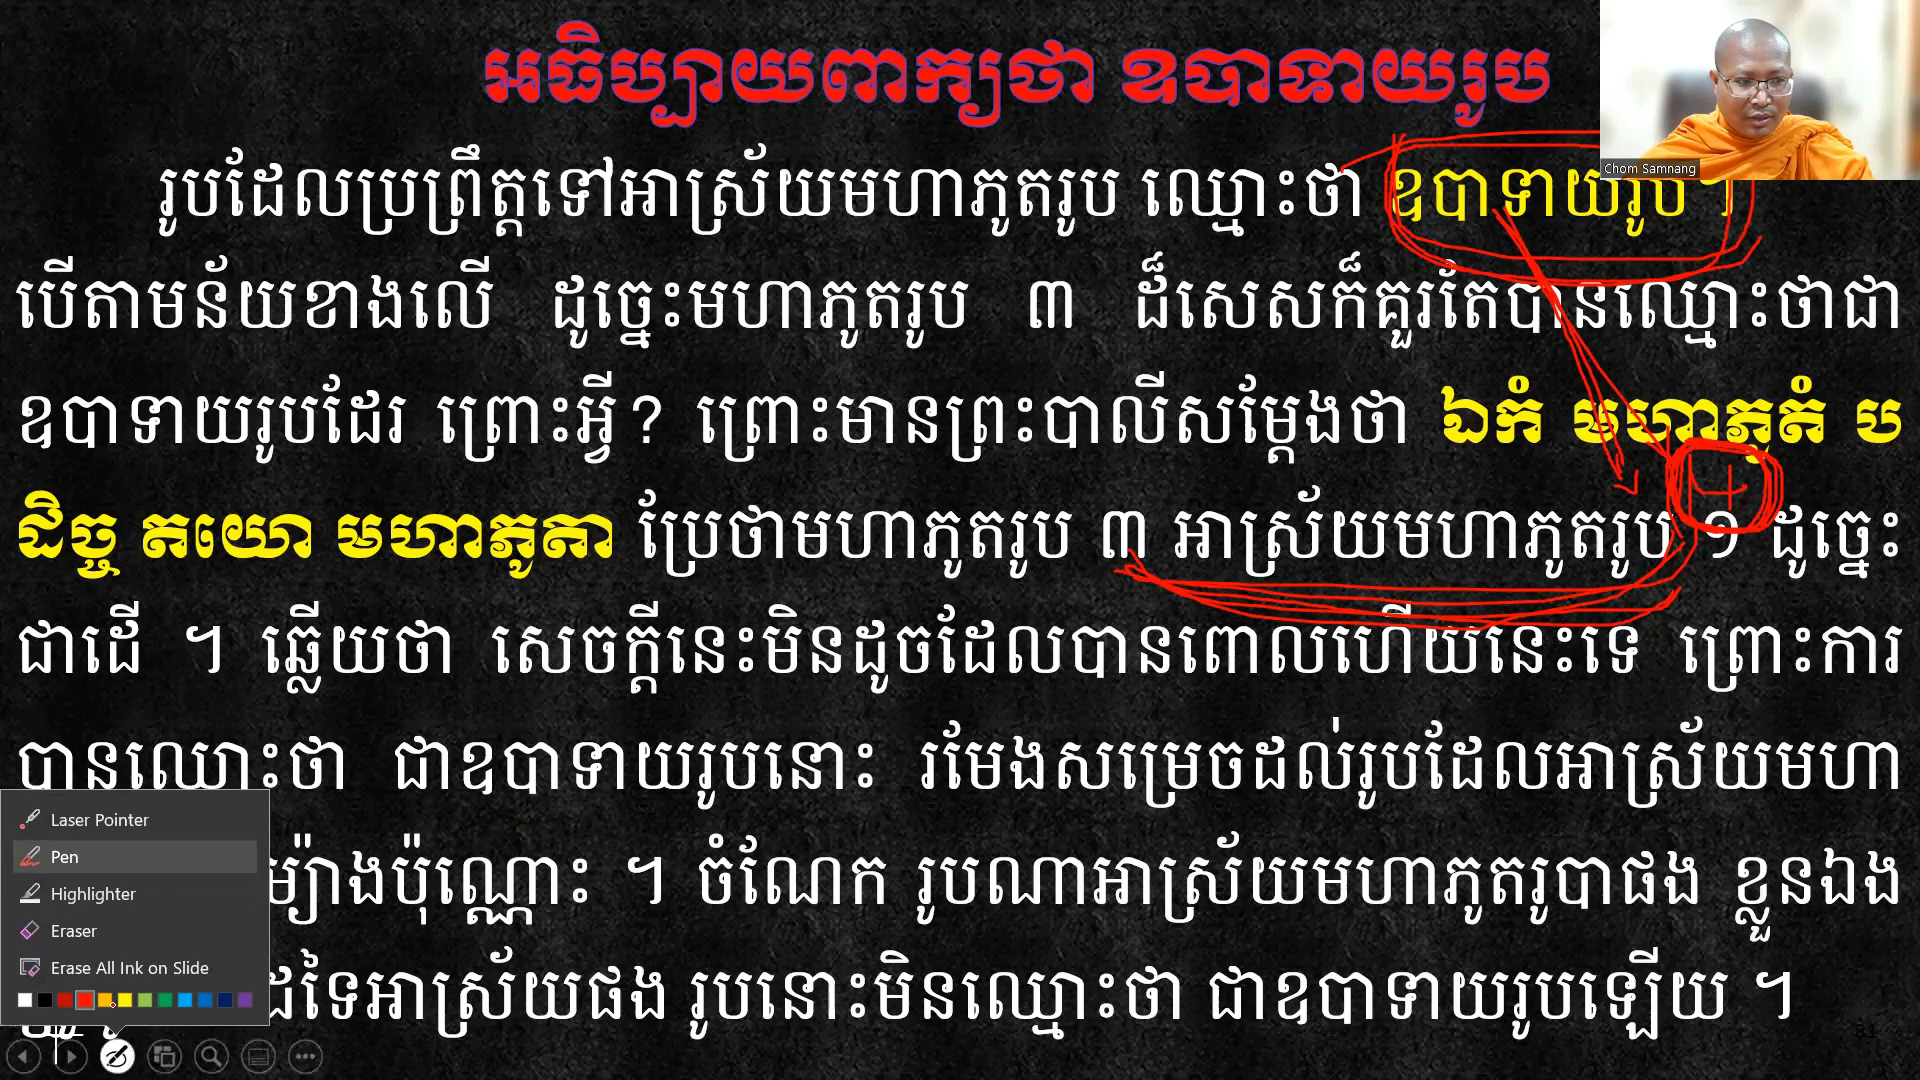 អធិប្បាយពាក្យថា ឧបាទាយរូប
Chom Samnang
រូបដែលប្រព្រឹត្តទៅអាស្រ័យមហាភូតរូប ឈ្មោះថា ឧបាទាយរូប។
បើតាមន័យខាងលើ ដូច្នេះមហាភូតរូប ៣ ដ៏សេសក៏គួរតែបានឈ្មោះថាជា
ឧបាទាយរូបដែរ ព្រោះអ្វី? ព្រោះមានព្រះបាលីសម្ដែងថា ឯកំ មហាភូតំ ប
ដិច្ច តយោ មហាភូតា ប្រែថាមហាភូតរូប ៣ អាស្រ័យមហាភូតរូប ១ ដូច្នេះ
4
ជាដើ ។ ឆ្លើយថា សេចក្ដីនេះមិនដូចដែលបានពោលហើយនេះទេ ព្រោះការ
បានឈោះថា ជាឧបាទាយរូបនោះ រមែងសម្រេចដល់រូបដែលអាស្រ័យមហា
ម្យ៉ាងប៉ុណ្ណោះ ។ ចំណែក រូបណាអាស្រ័យមហាភូតរូបាផង ខ្លួនឯង
ដទៃអាស្រ័យផង រូបនោះមិនឈ្មោះថា ជាឧបាទាយរូបឡើយ ។
Laser Pointer
Pen
Highlighter
Eraser
Erase All Ink on Slide
81